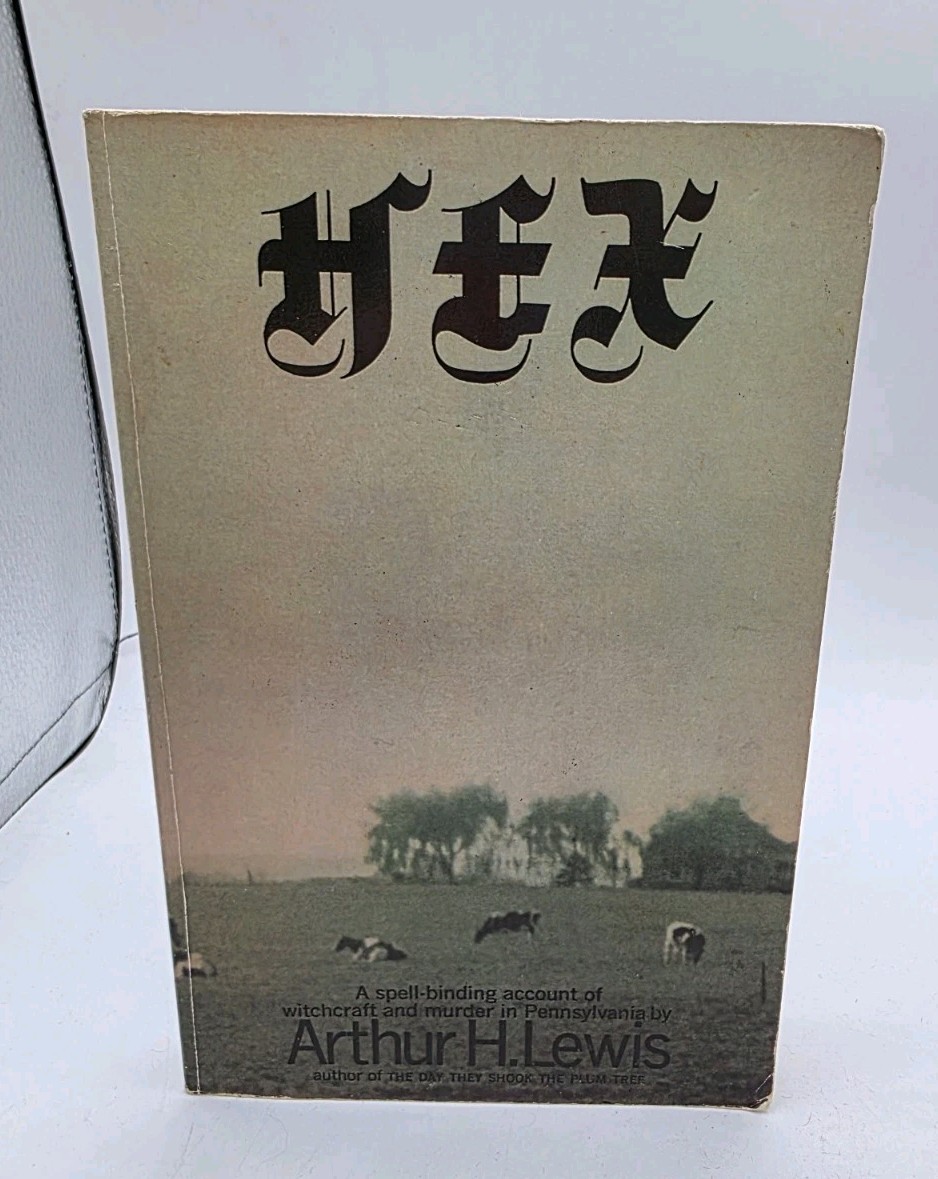 HEX
A spell-binding account of
witchcraft and murder in Pennsylvania by
Arthur H. Lewis
author of THE DAY THEY SHOOK THE PLUM TREE